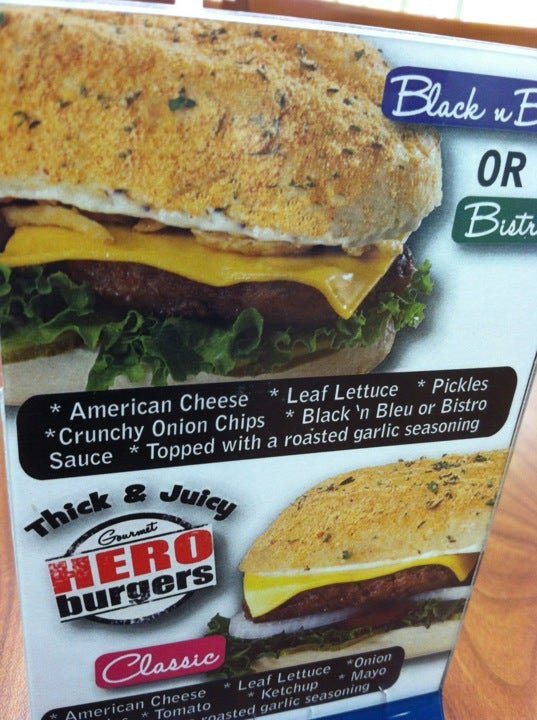 Black n B
OR
Bistr
* American Cheese * Leaf Lettuce * Pickles
*Crunchy Onion Chips * Black 'n Bleu or Bistro
Sauce * Topped with a roasted garlic seasoning
Thick & Juicy
Gourmet
HERO
burgers
Classic
* American Cheese * Leaf Lettuce *Onion
* Tomato * Ketchup * Mayo
roasted garlic seasoning